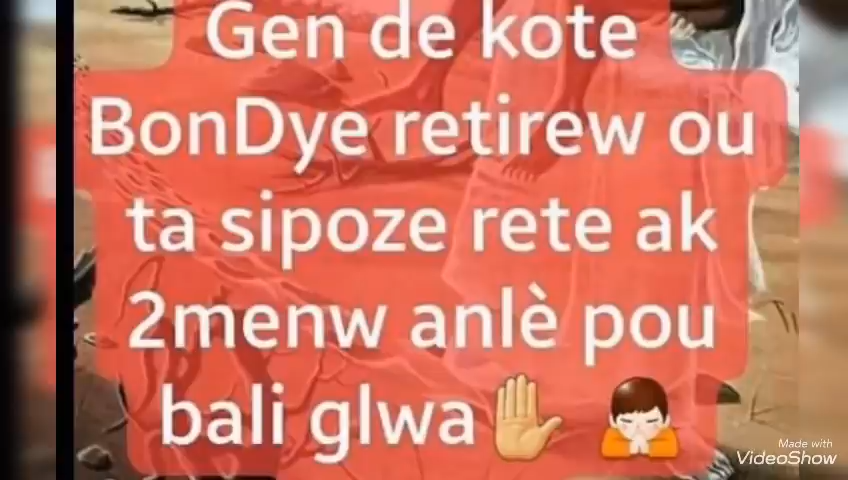 Gen de kote
BonDye retirew ou
ta sipoze rete ak
2menw anlè pou
bali glwa✋ 🙏
Made with
VideoShow